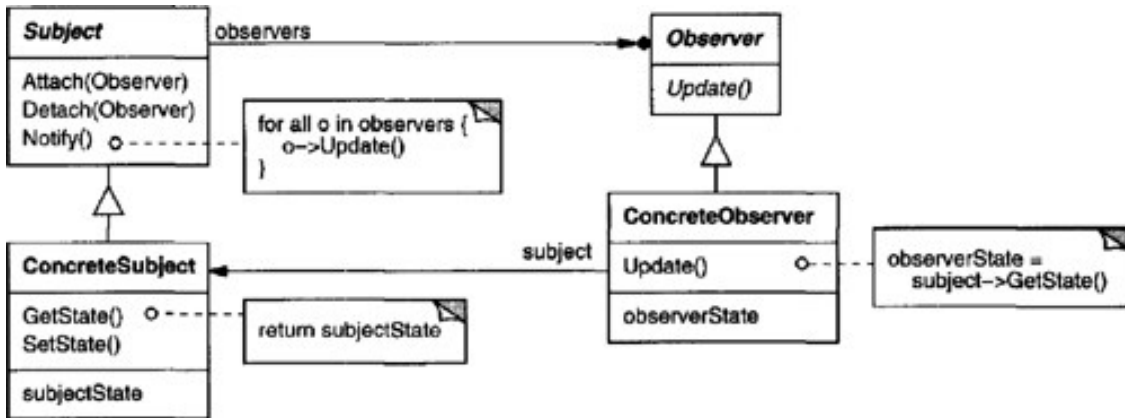 Subject
observers
Observer
Attach(Observer)
Detach(Observer)
Notify()
Update()
for all o in observers {
o->Update()
}
ConcreteSubject
subject
ConcreteObserver
GetState()
SetState()
return subjectState
Update()
observerState =
subject->GetState()
subjectState
observerState